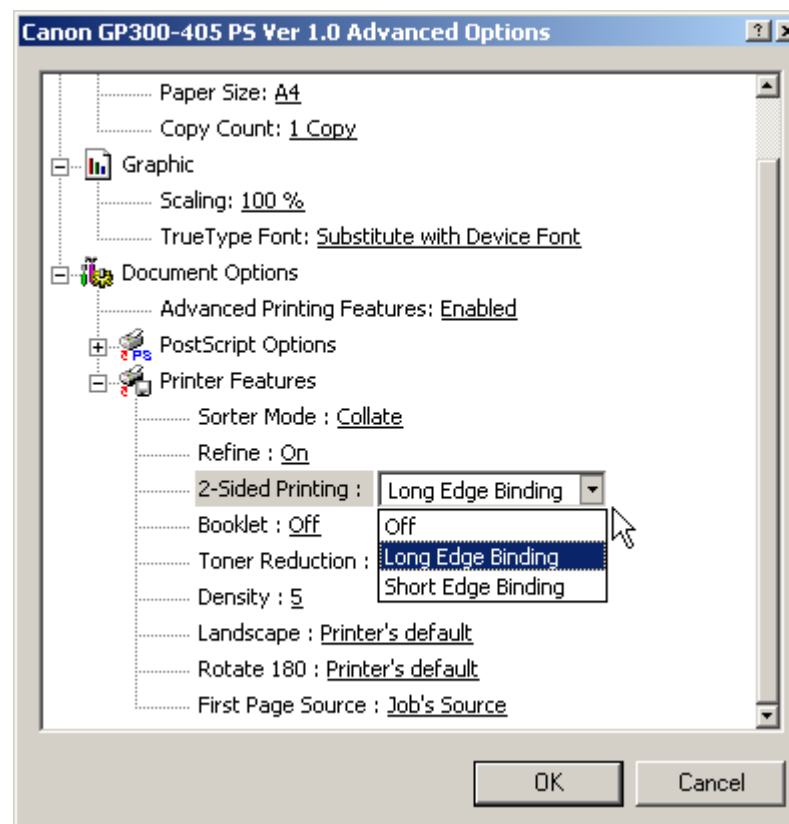 Canon GP300-405 PS Ver 1.0 Advanced Options
Paper Size: A4
Copy Count: 1 Copy
Graphic
Scaling: 100 %
TrueType Font: Substitute with Device Font
Document Options
Advanced Printing Features: Enabled
PS
PostScript Options
Printer Features
Sorter Mode : Collate
Refine : On
2-Sided Printing : Long Edge Binding
Booklet : Off
Off
Toner Reduction :
Long Edge Binding
Short Edge Binding
Density : 5
Landscape : Printer's default
Rotate 180 : Printer's default
First Page Source : Job's Source
OK
Cancel